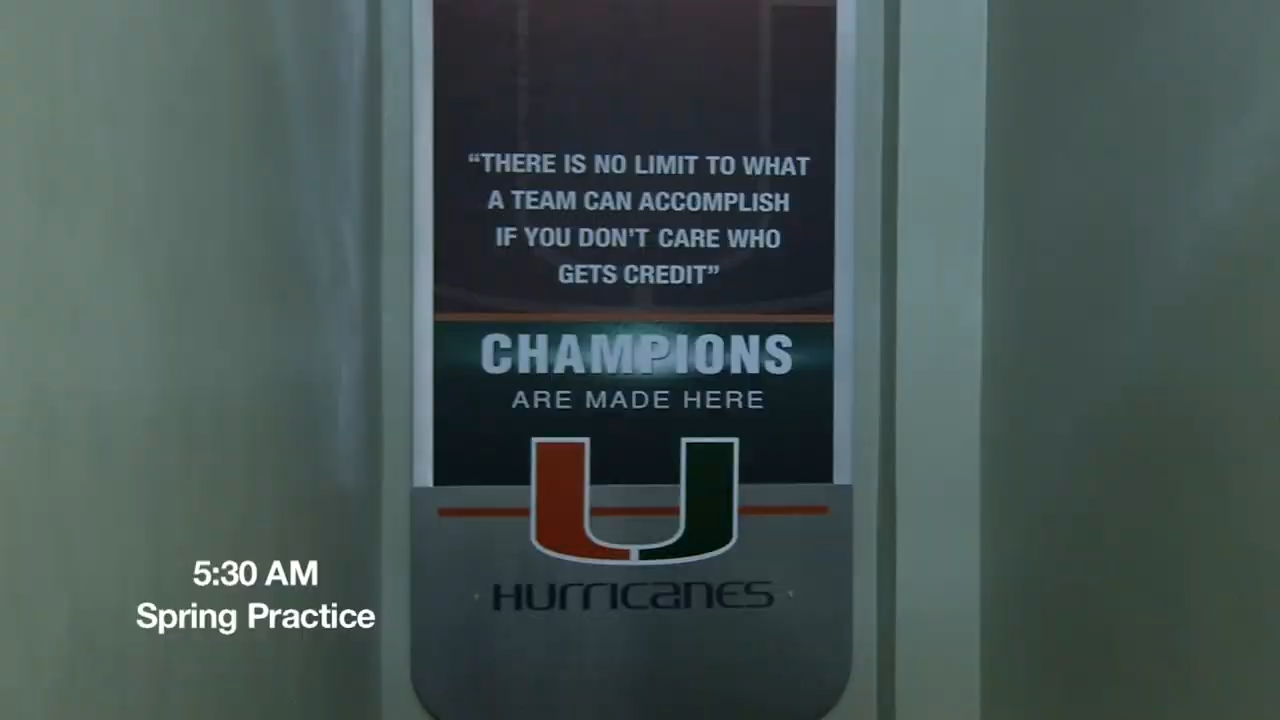 “THERE IS NO LIMIT TO WHAT
A TEAM CAN ACCOMPLISH
IF YOU DON'T CARE WHO
GETS CREDIT”
CHAMPIONS
ARE MADE HERE
U
HURRICANES
5:30 AM
Spring Practice